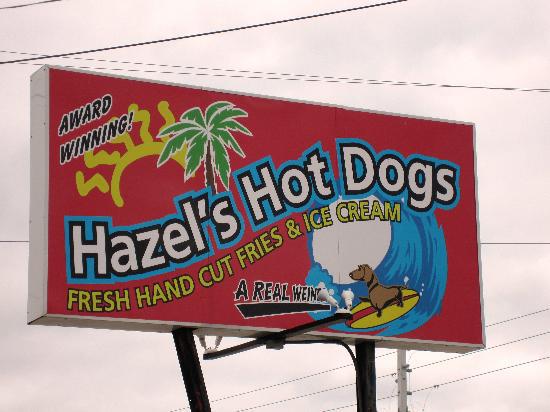 AWARD
WINNING!
Hazel's Hot Dogs
FRESH HAND CUT FRIES & ICE CREAM
A REAL